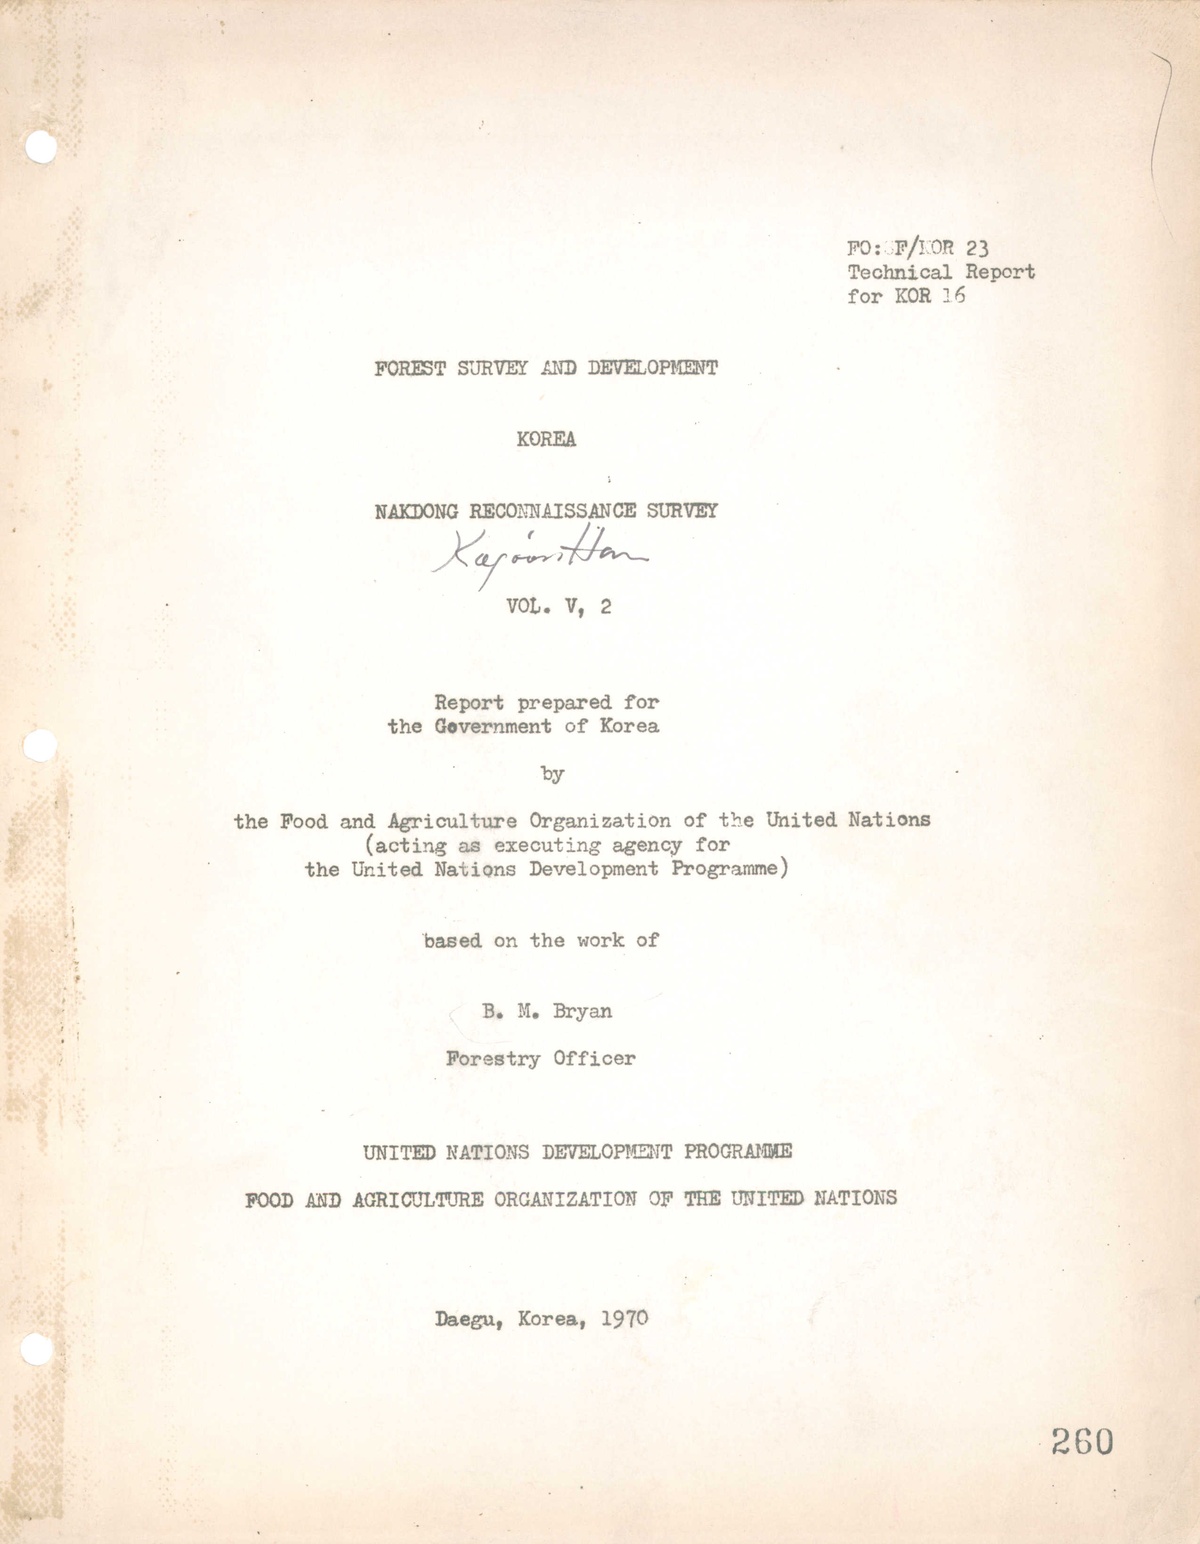 FO:SF/KOR 23
Technical Report
for KOR 16
FOREST SURVEY AND DEVELOPMENT
KOREA
NAKDONG RECONNAISSANCE SURVEY
VOL. V, 2
Report prepared for
the Government of Korea
by
the Food and Agriculture Organization of the United Nations
(acting as executing agency for
the United Nations Development Programme)
based on the work of
B. M. Bryan
Forestry Officer
UNITED NATIONS DEVELOPMENT PROGRAMME
FOOD AND AGRICULTURE ORGANIZATION OF THE UNITED NATIONS
Daegu, Korea, 1970
260